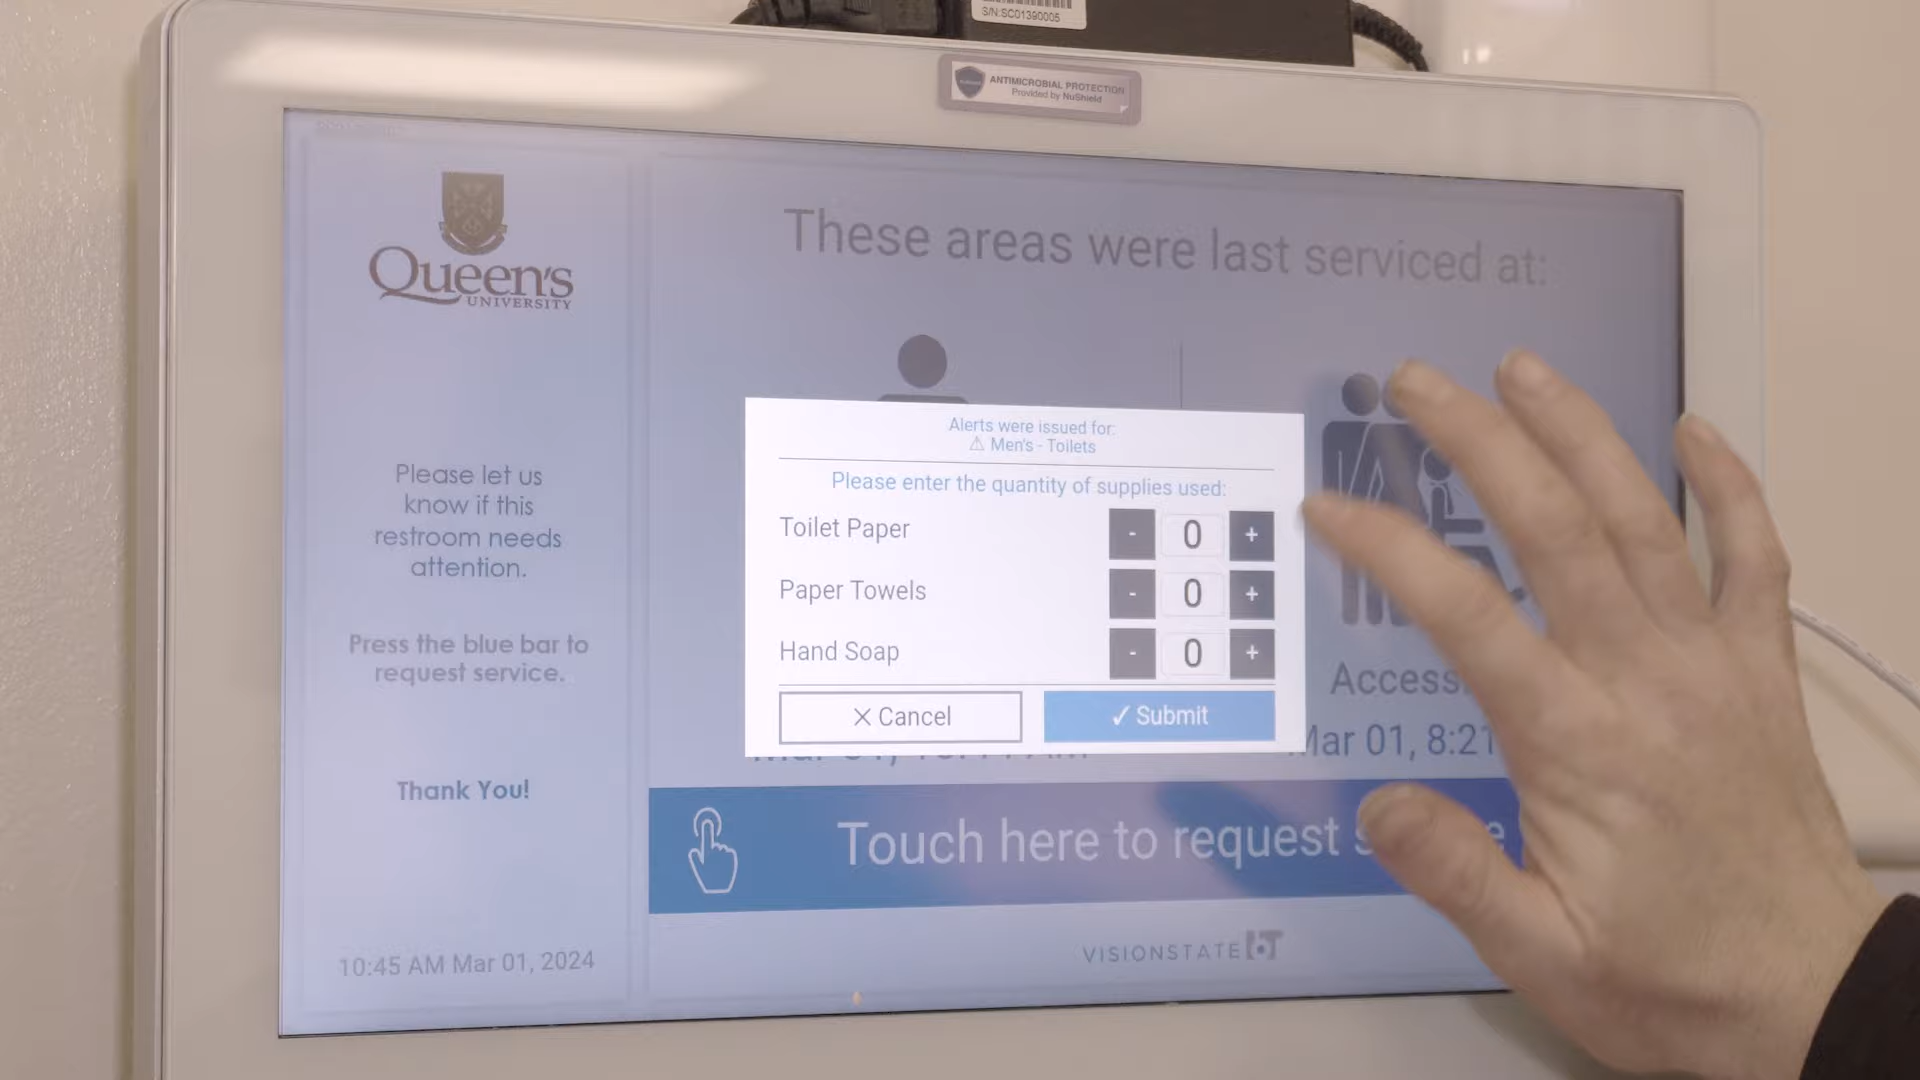 S/N:SC01390005
ANTIMICROBIAL PROTECTION
Provided by NuShield
Queen's
UNIVERSITY
Please let us
know if this
restroom needs
attention.
Press the blue bar to
request service.
Thank You!
10:45 AM Mar 01, 2024
These areas were last serviced at:
Alerts were issued for:
⚠ Men's - Toilets
Please enter the quantity of supplies used:
Toilet Paper - 0 +
Paper Towels - 0 +
Hand Soap - 0 +
✕ Cancel ✓ Submit
Mar 01, 8:21
Touch here to request
VISIONSTATE IOT